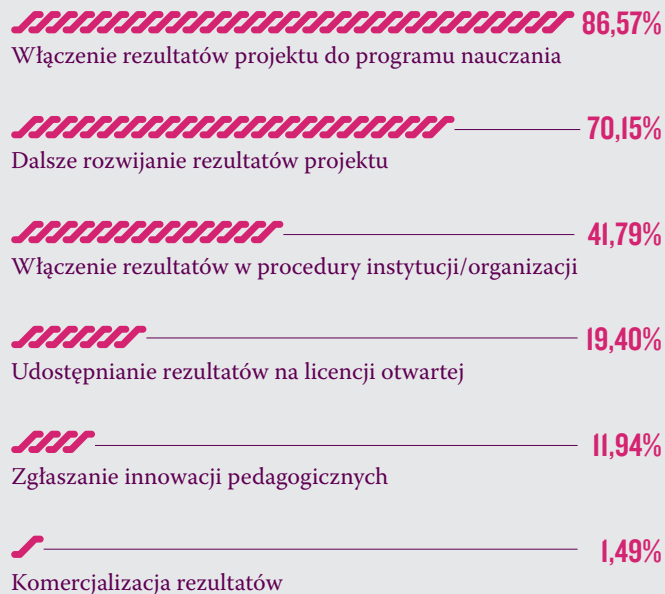 86,57%
Włączenie rezultatów projektu do programu nauczania
70,15%
Dalsze rozwijanie rezultatów projektu
41,79%
Włączenie rezultatów w procedury instytucji/organizacji
19,40%
Udostępnianie rezultatów na licencji otwartej
11,94%
Zgłaszanie innowacji pedagogicznych
1,49%
Komercjalizacja rezultatów